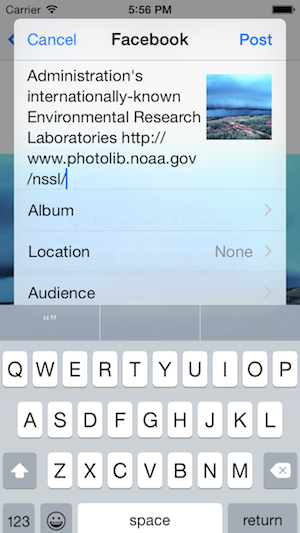 Carrier 5:56 PM
Cancel Facebook Post
Administration's
internationally-known
Environmental Research
Laboratories http://
www.photolib.noaa.gov
/nssl/
Album
No Facebook Account
Location None
Audience
“”
Q W E R T Y U I O P
A S D F G H J K L
Z X C V B N M
123 space return